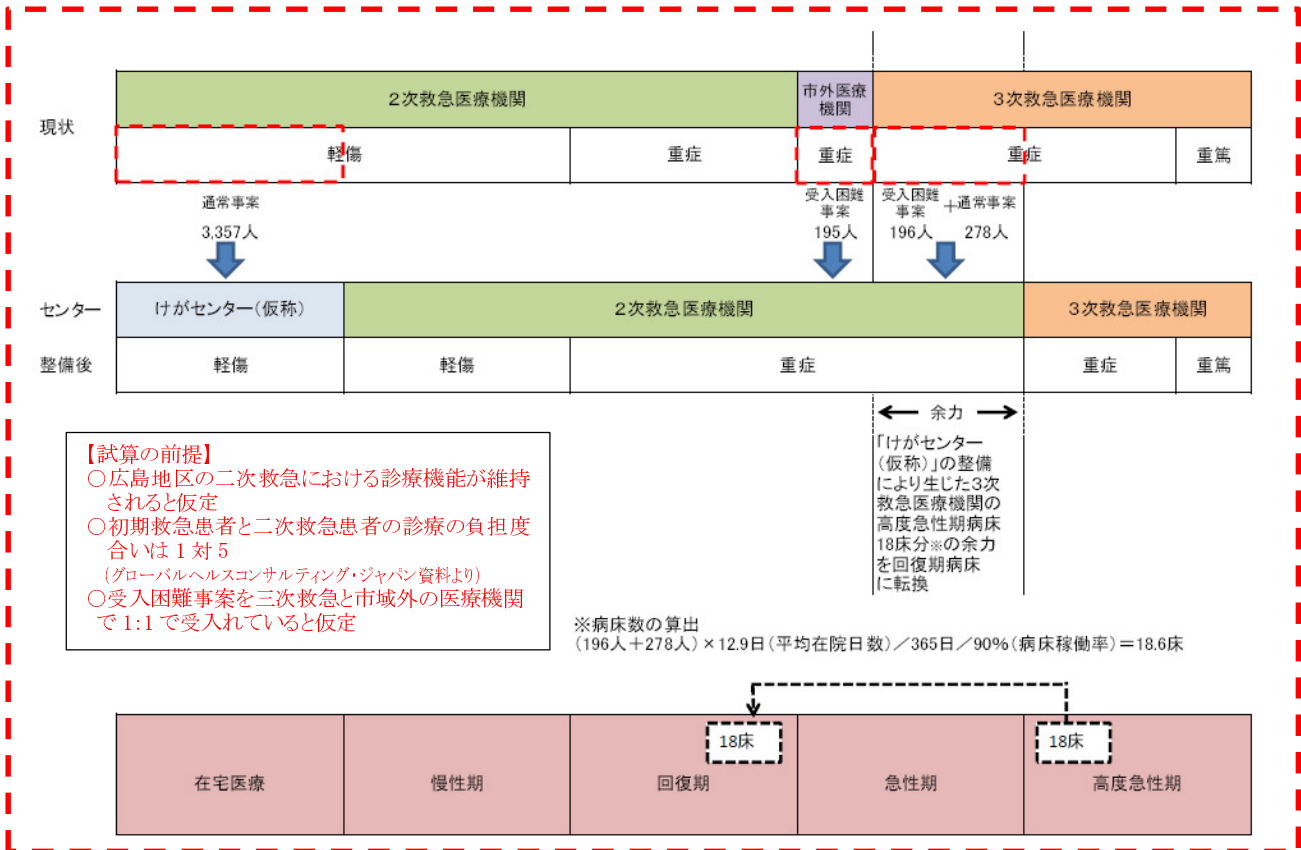 現状
2次救急医療機関
市外医療
機関
3次救急医療機関
軽傷
重症
重症
重症
重篤
通常事案
3,357人
受入困難
事案
195人
受入困難
事案
196人
+通常事案
278人
センター
整備後
けがセンター(仮称)
2次救急医療機関
3次救急医療機関
軽傷
軽傷
重症
重症
重篤
余力
「けがセンター
(仮称)」の整備
により生じた3次
救急医療機関の
高度急性期病床
18床分※の余力
を回復期病床
に転換
【試算の前提】
○広島地区の二次救急における診療機能が維持
されると仮定
○初期救急患者と二次救急患者の診療の負担度
合いは1対5
(グローバルヘルスコンサルティング・ジャパン資料より)
○受入困難事案を三次救急と市域外の医療機関
で1:1で受入れていると仮定
※病床数の算出
(196人+278人)×12.9日(平均在院日数)/365日/90%(病床稼働率)=18.6床
在宅医療
慢性期
回復期
18床
急性期
18床
高度急性期